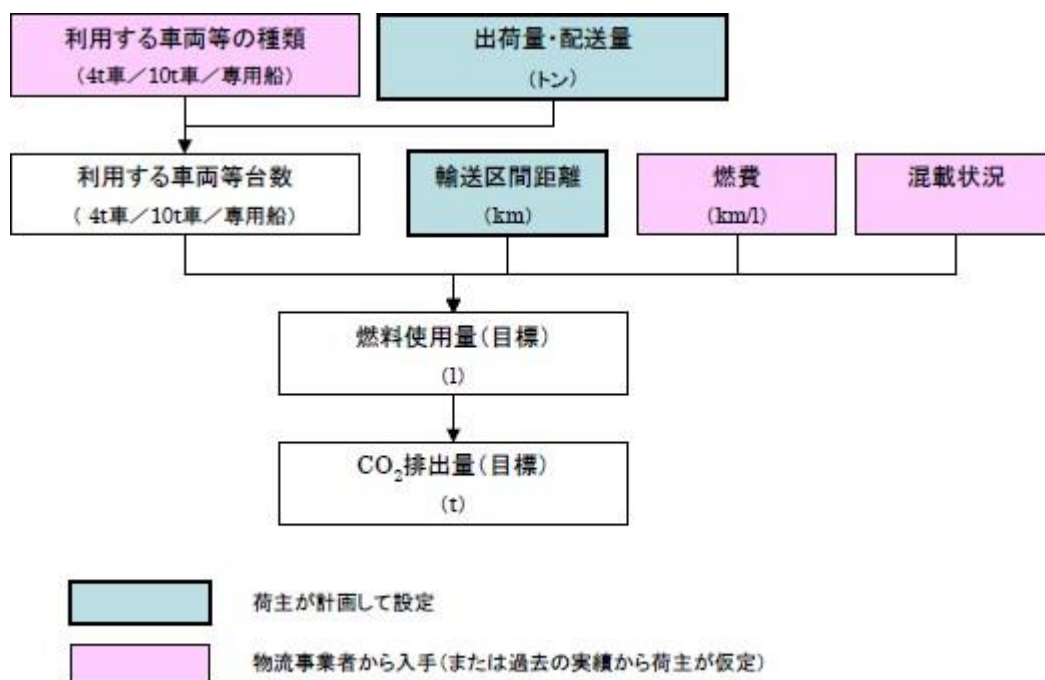 利用する車両等の種類
（4t車／10t車／専用船）
出荷量・配送量
（トン）
利用する車両等台数
（ 4t車／10t車／専用船）
輸送区間距離
（km）
燃費
（km/l）
混載状況
燃料使用量（目標）
（l）
CO₂排出量（目標）
（t）
荷主が計画して設定
物流事業者から入手（または過去の実績から荷主が仮定）